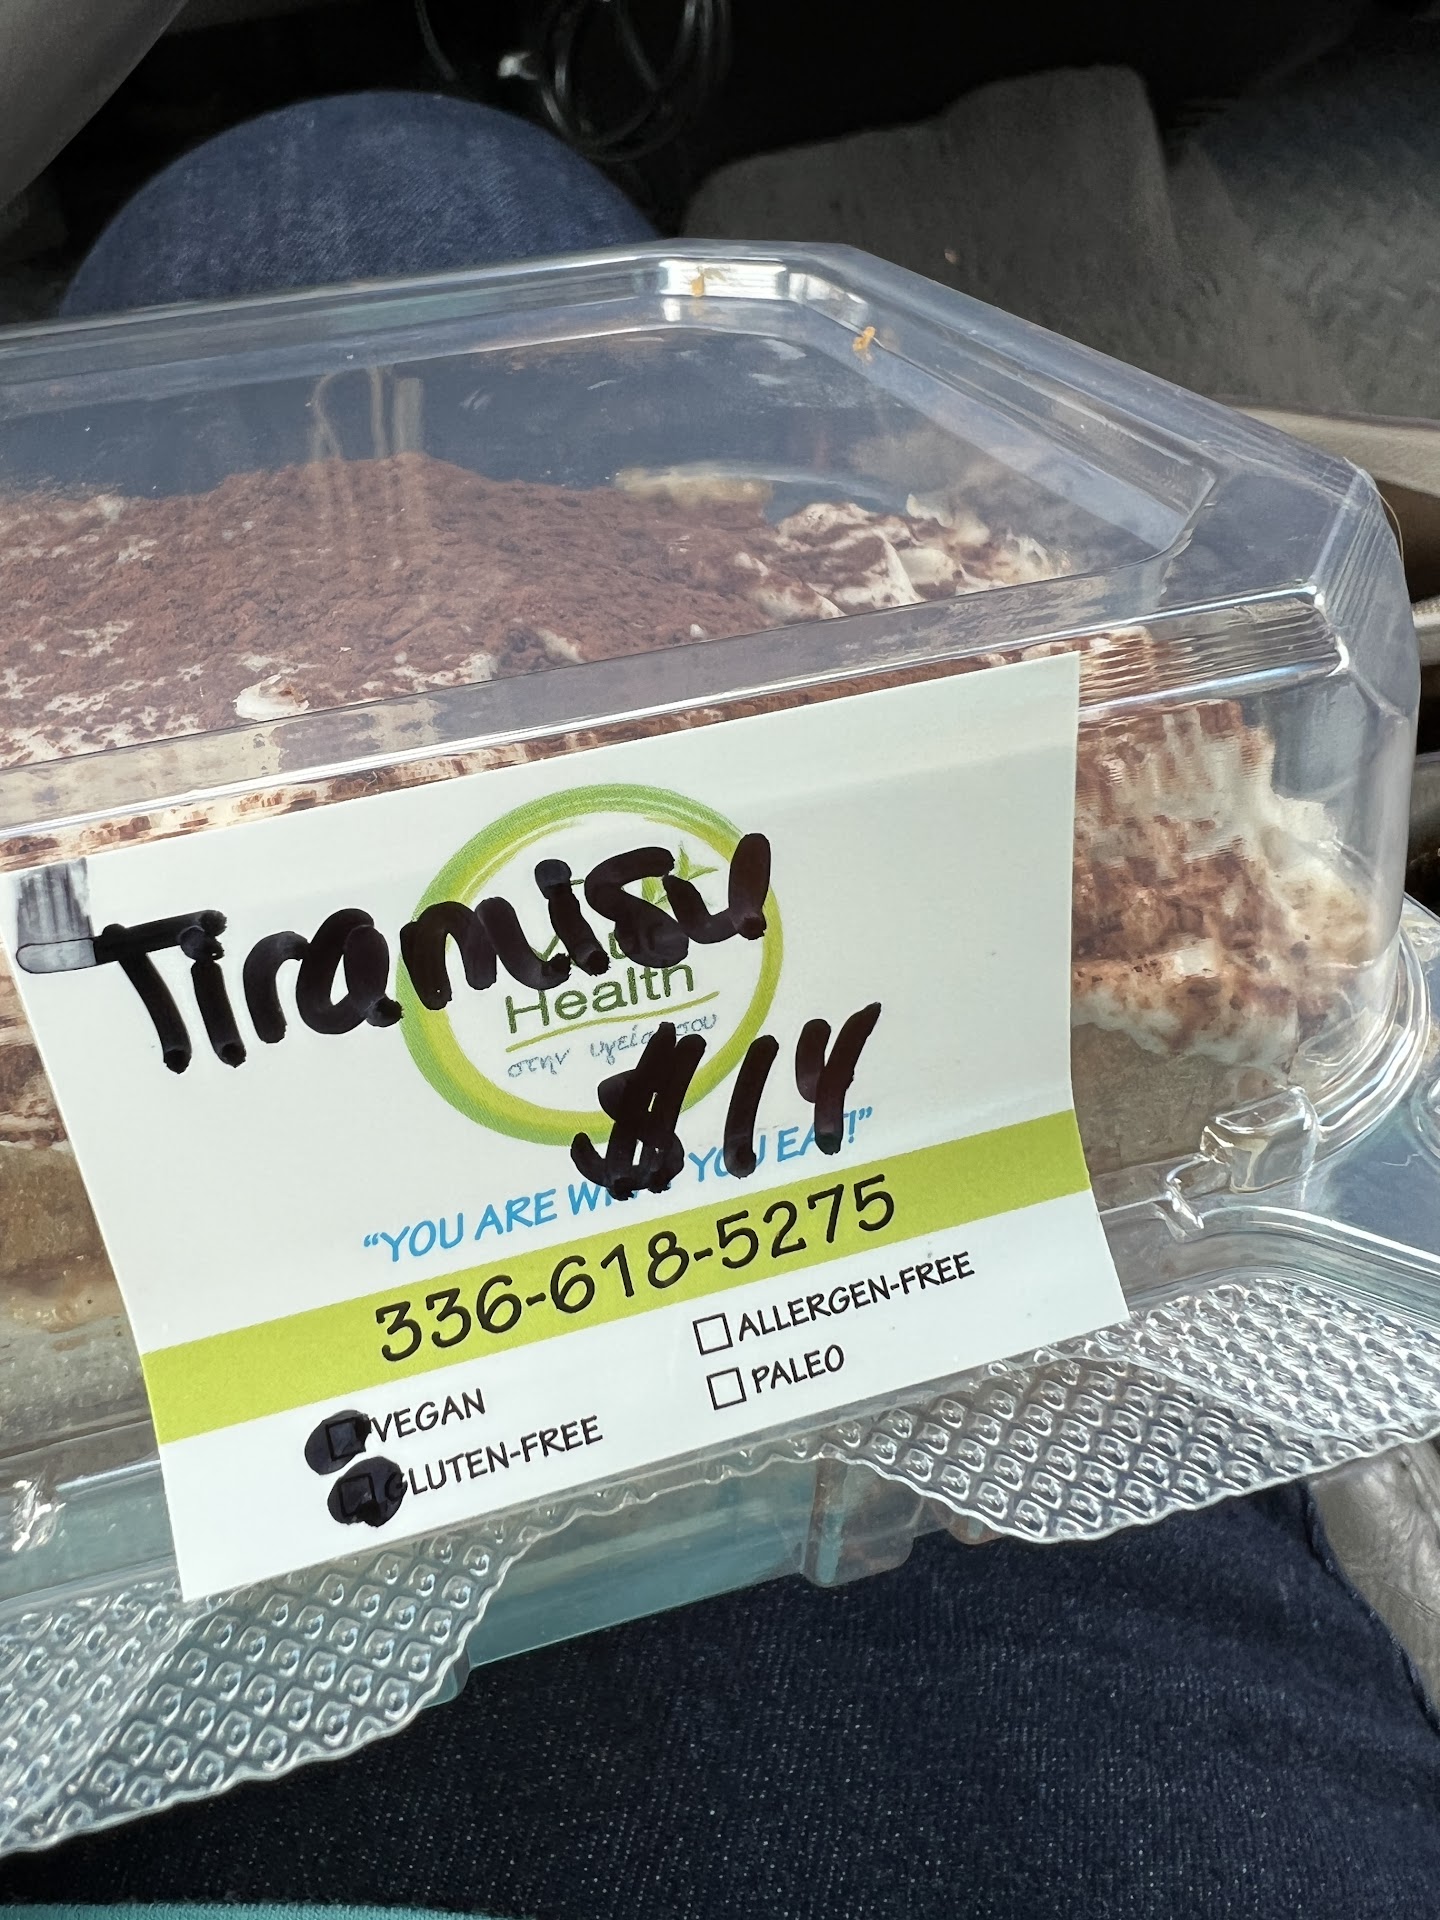 Tiramisu
Health
στην υγεία σου
$14
"YOU ARE WHAT YOU EAT!"
336-618-5275
ALLERGEN-FREE
PALEO
VEGAN
GLUTEN-FREE